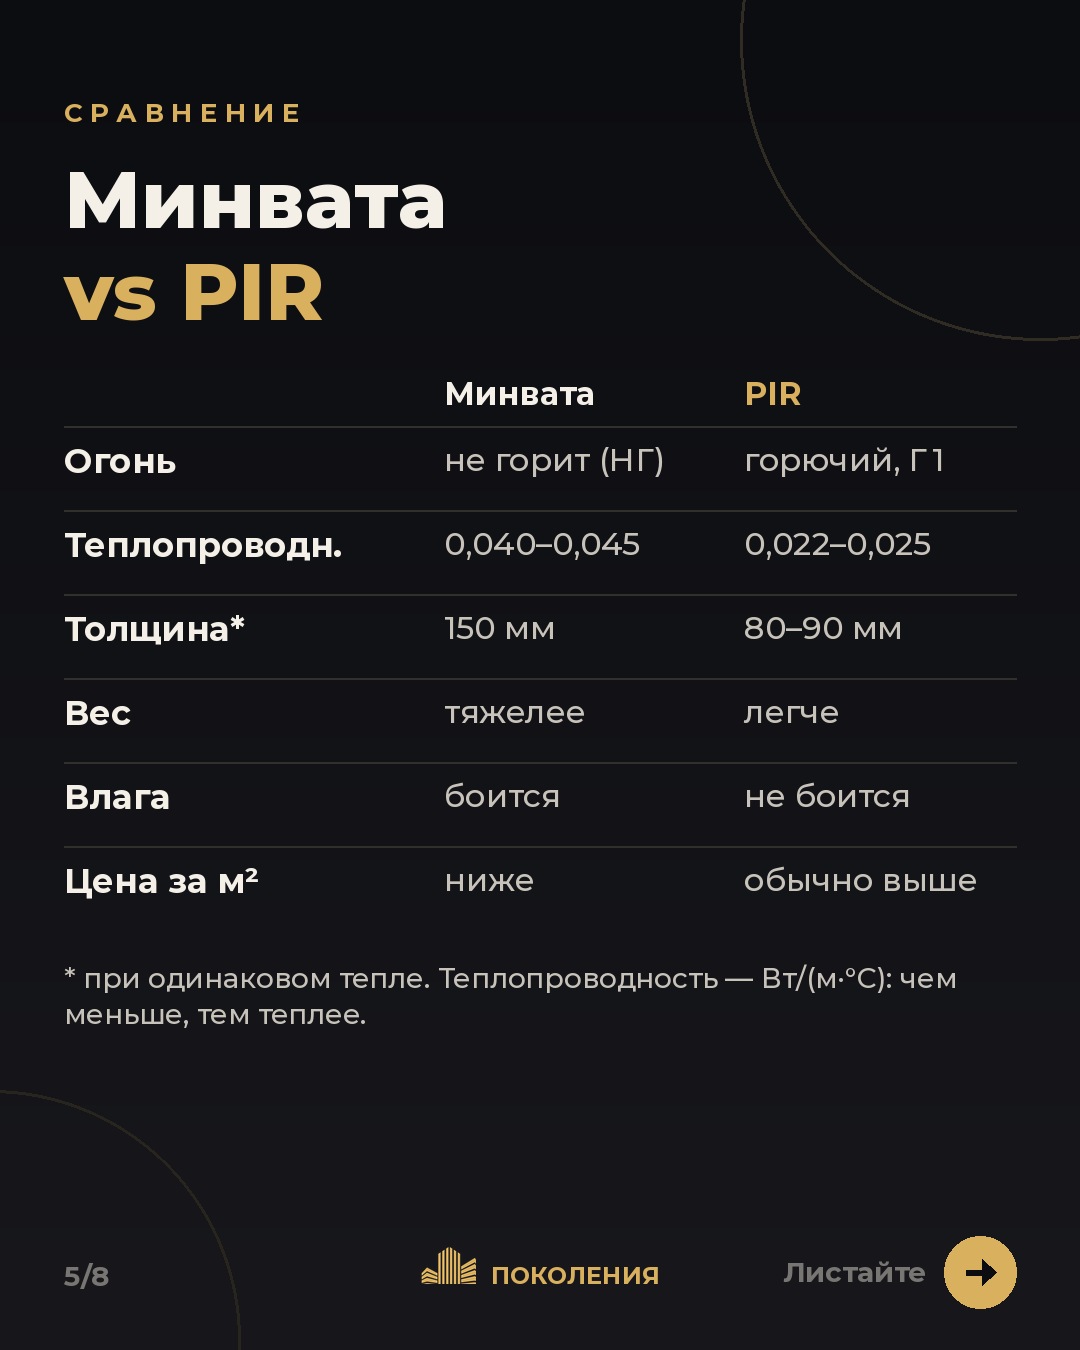 СРАВНЕНИЕ
Минвата
vs PIR
Минвата PIR
Огонь не горит (НГ) горючий, Г1
Теплопроводн. 0,040–0,045 0,022–0,025
Толщина* 150 мм 80–90 мм
Вес тяжелее легче
Влага боится не боится
Цена за м² ниже обычно выше
* при одинаковом тепле. Теплопроводность — Вт/(м·°С): чем
меньше, тем теплее.
5/8 ПОКОЛЕНИЯ Листайте